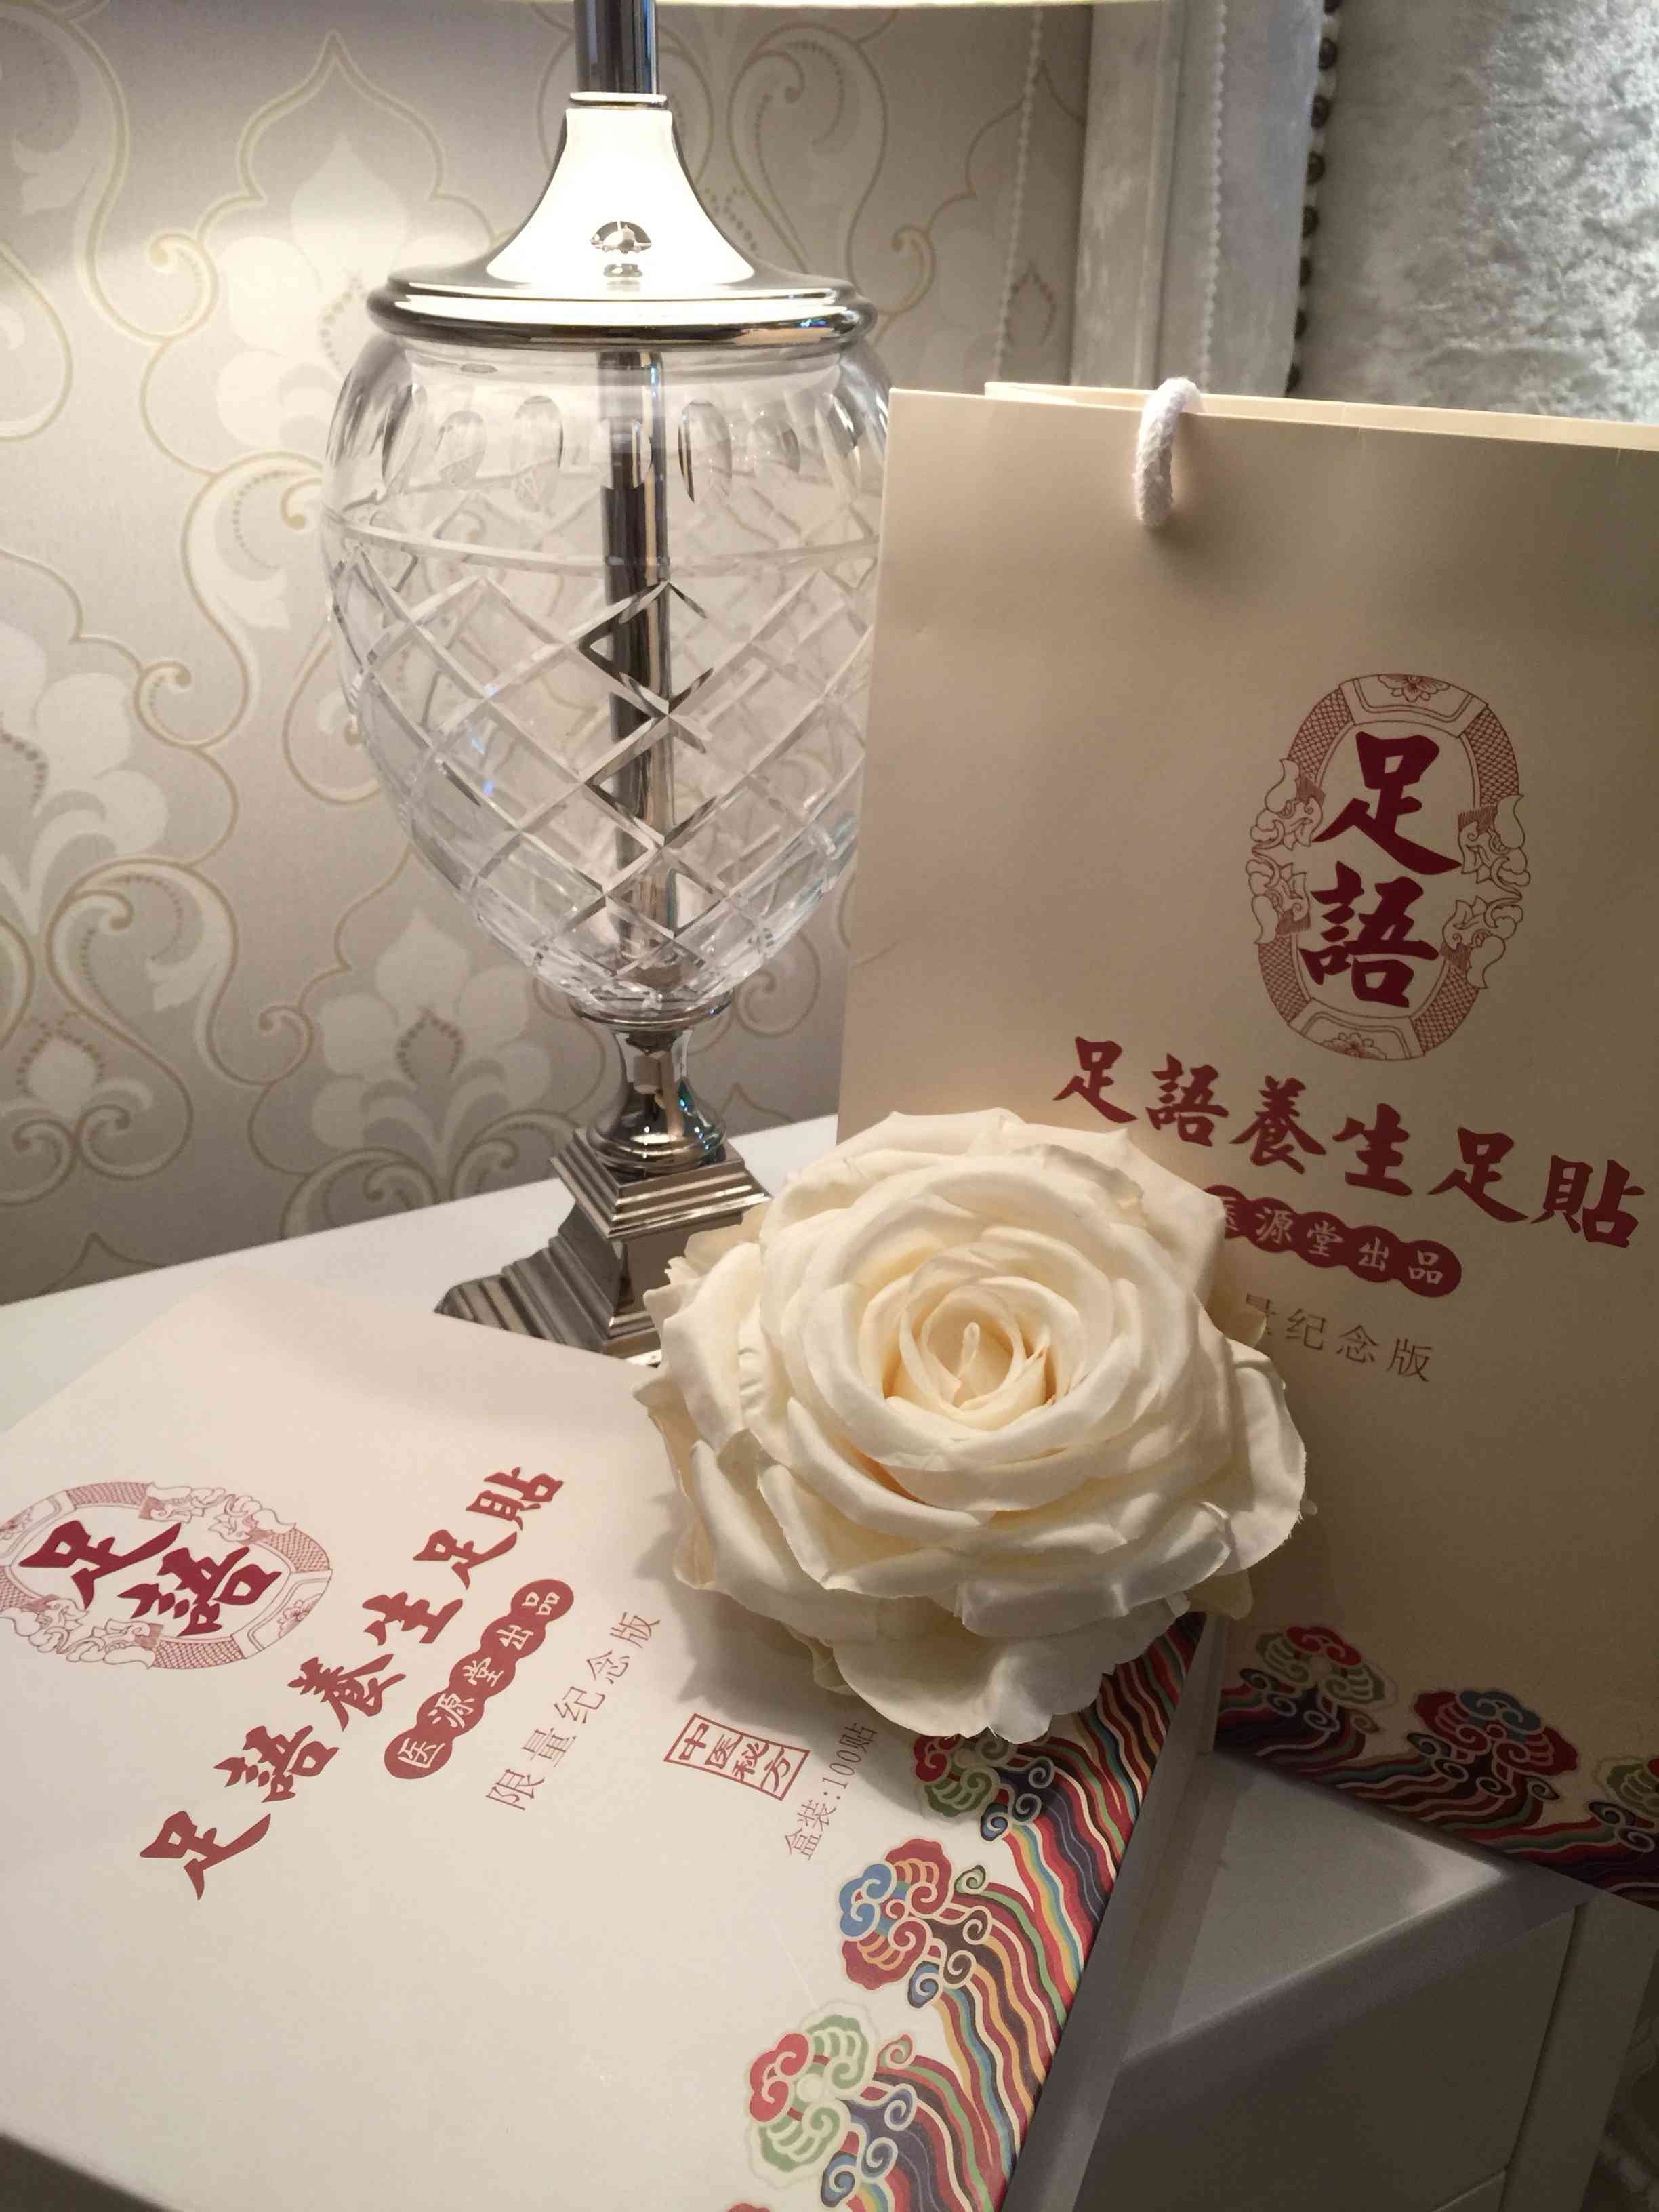 足
語
足語養生足貼
源堂出品
纪念版
足語
足語養生足貼
医源堂出品
限量纪念版
中医秘方
盒装:100贴